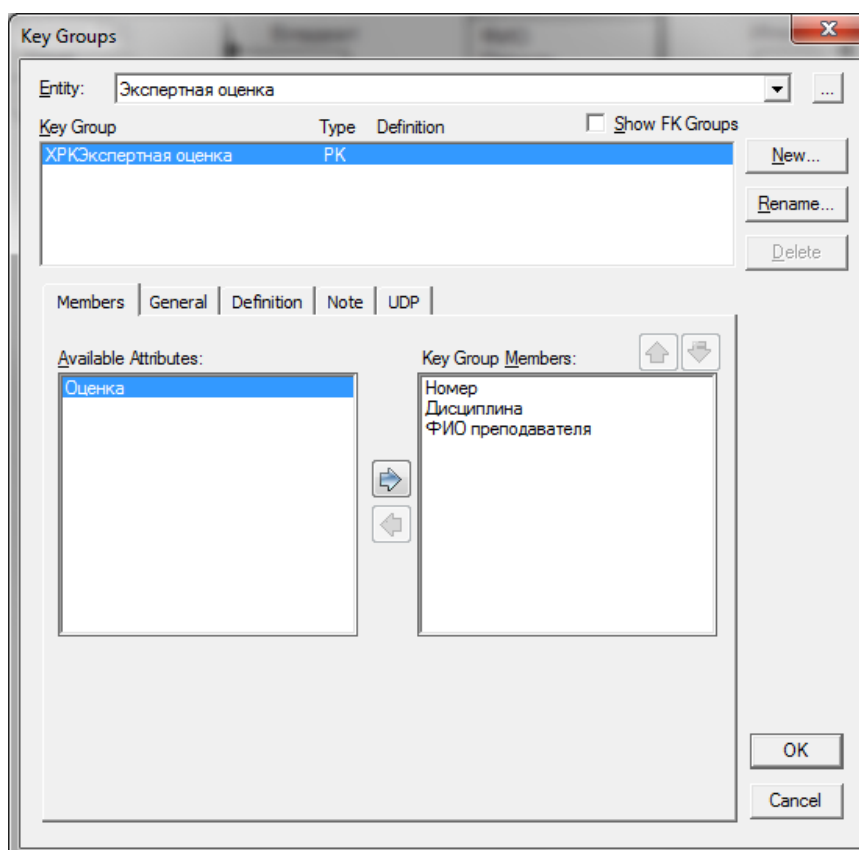 Key Groups
Entity: Экспертная оценка ...
Key Group Type Definition Show FK Groups
ХРКЭкспертная оценка PK
New...
Rename...
Delete
Members General Definition Note UDP
Available Attributes: Key Group Members:
Оценка
Номер
Дисциплина
ФИО преподавателя
OK
Cancel